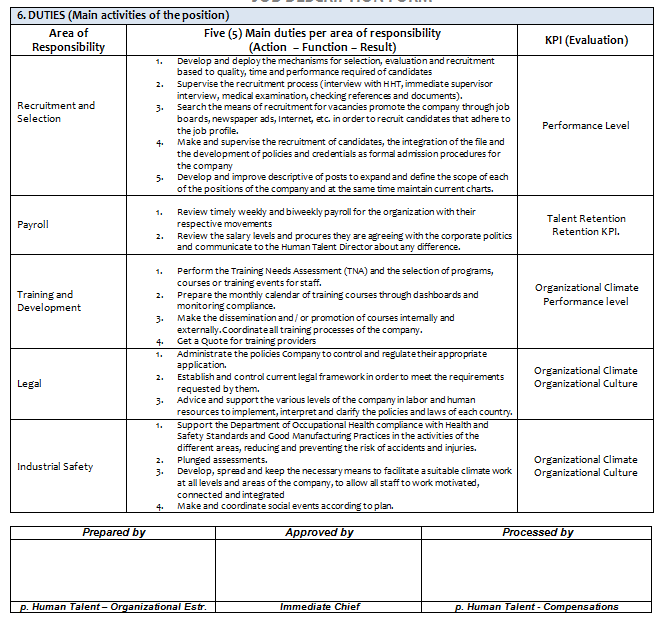 JOB DESCRIPTION FORM
6. DUTIES (Main activities of the position)
Area of
Responsibility
Five (5) Main duties per area of responsibility
(Action – Function – Result)
KPI (Evaluation)
Recruitment and
Selection
1. Develop and deploy the mechanisms for selection, evaluation and recruitment
based to quality, time and performance required of candidates
2. Supervise the recruitment process (interview with HHT, immediate supervisor
interview, medical examination, checking references and documents).
3. Search the means of recruitment for vacancies promote the company through job
boards, newspaper ads, Internet, etc. in order to recruit candidates that adhere to
the job profile.
4. Make and supervise the recruitment of candidates, the integration of the file and
the development of policies and credentials as formal admission procedures for
the company
5. Develop and improve descriptive of posts to expand and define the scope of each
of the positions of the company and at the same time maintain current charts.
Performance Level
Payroll
1. Review timely weekly and biweekly payroll for the organization with their
respective movements
2. Review the salary levels and procures they are agreeing with the corporate politics
and communicate to the Human Talent Director about any difference.
Talent Retention
Retention KPI.
Training and
Development
1. Perform the Training Needs Assessment (TNA) and the selection of programs,
courses or training events for staff.
2. Prepare the monthly calendar of training courses through dashboards and
monitoring compliance.
3. Make the dissemination and / or promotion of courses internally and
externally. Coordinate all training processes of the company.
4. Get a Quote for training providers
Organizational Climate
Performance level
Legal
1. Administrate the policies Company to control and regulate their appropriate
application.
2. Establish and control current legal framework in order to meet the requirements
requested by them.
3. Advice and support the various levels of the company in labor and human
resources to implement, interpret and clarify the policies and laws of each country.
Organizational Climate
Organizational Culture
Industrial Safety
1. Support the Department of Occupational Health compliance with Health and
Safety Standards and Good Manufacturing Practices in the activities of the
different areas, reducing and preventing the risk of accidents and injuries.
2. Plunged assessments.
3. Develop, spread and keep the necessary means to facilitate a suitable climate work
at all levels and areas of the company, to allow all staff to work motivated,
connected and integrated
4. Make and coordinate social events according to plan.
Organizational Climate
Organizational Culture
Prepared by
Approved by
Processed by
p. Human Talent – Organizational Estr.
Immediate Chief
p. Human Talent - Compensations